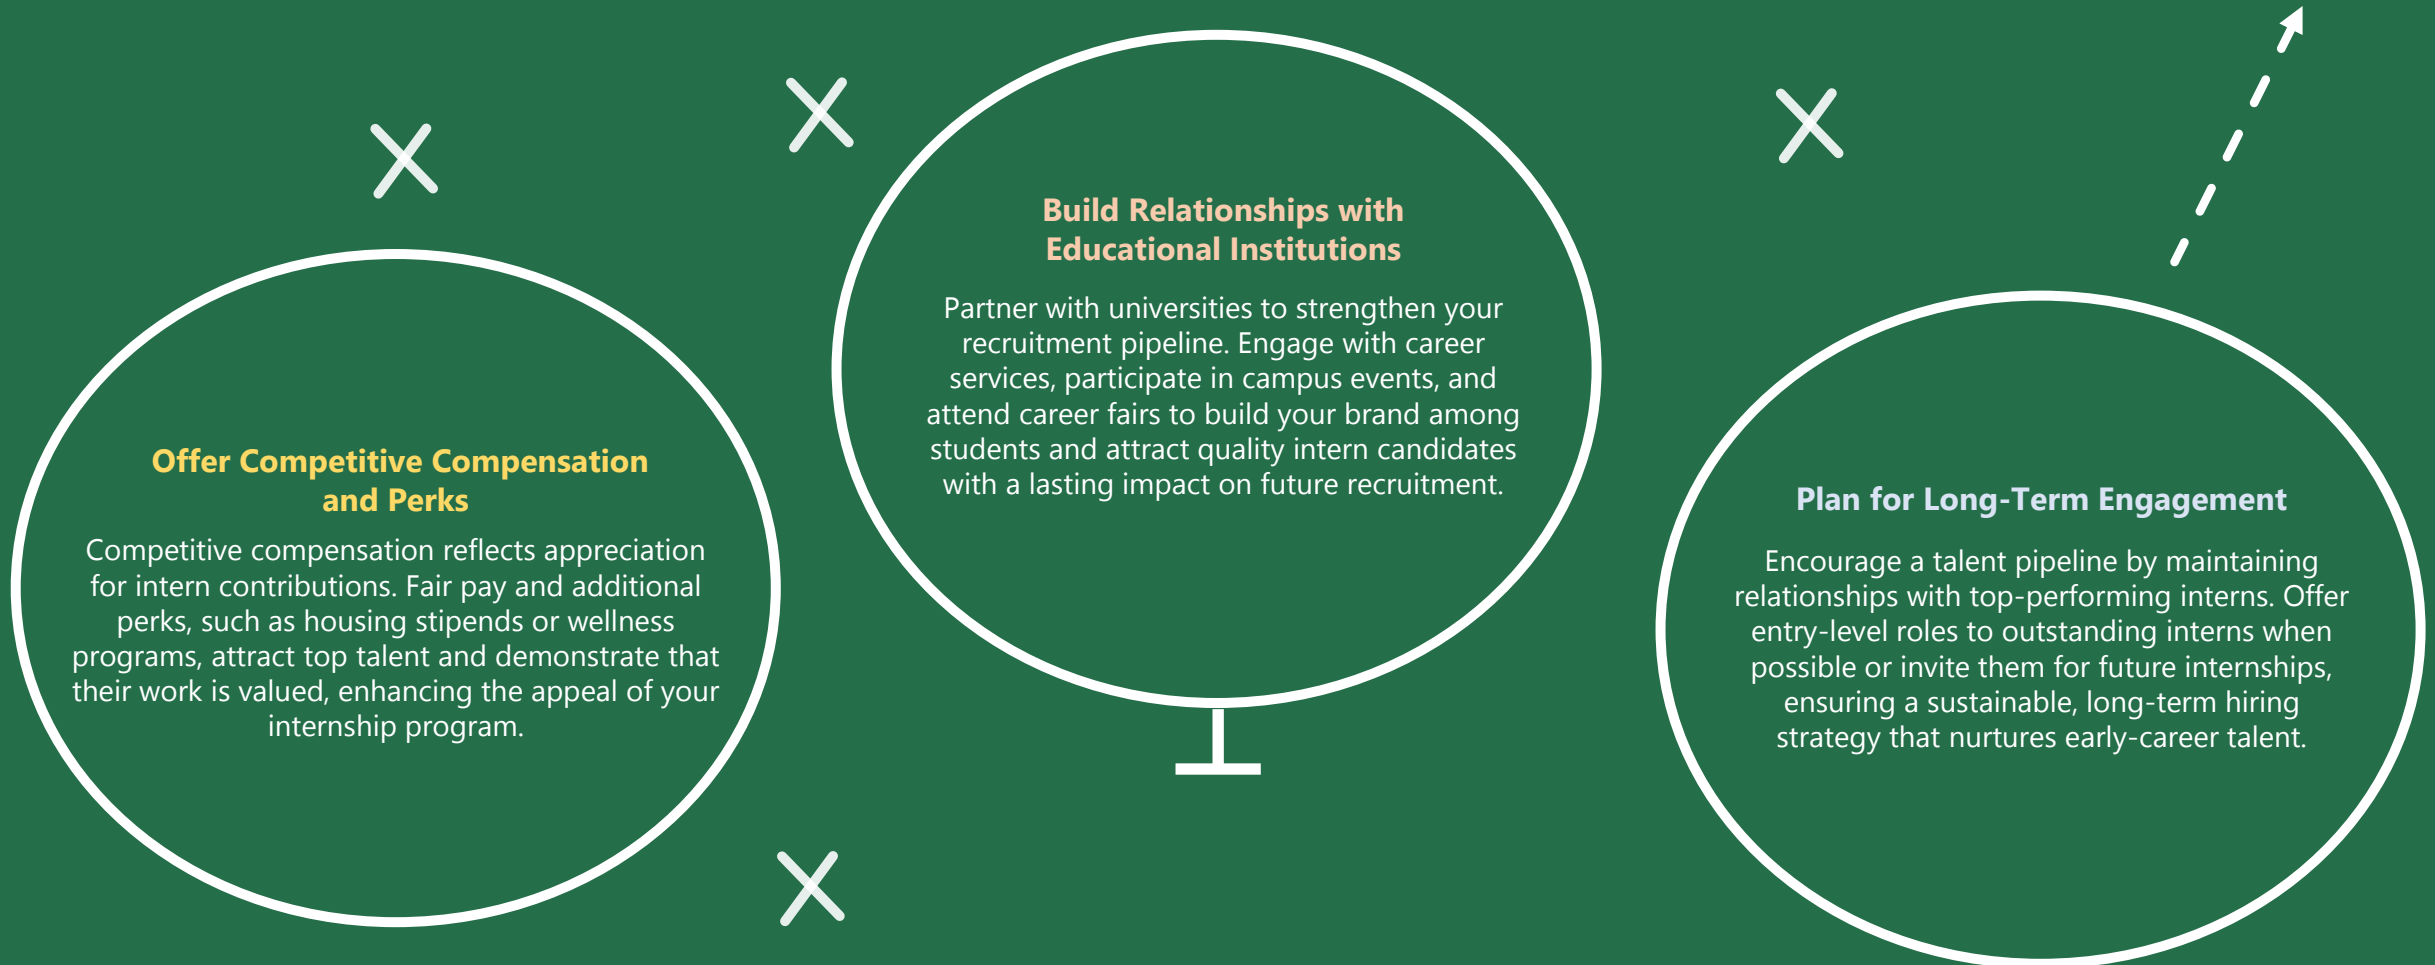 Offer Competitive Compensation
and Perks
Competitive compensation reflects appreciation
for intern contributions. Fair pay and additional
perks, such as housing stipends or wellness
programs, attract top talent and demonstrate that
their work is valued, enhancing the appeal of your
internship program.
Build Relationships with
Educational Institutions
Partner with universities to strengthen your
recruitment pipeline. Engage with career
services, participate in campus events, and
attend career fairs to build your brand among
students and attract quality intern candidates
with a lasting impact on future recruitment.
Plan for Long-Term Engagement
Encourage a talent pipeline by maintaining
relationships with top-performing interns. Offer
entry-level roles to outstanding interns when
possible or invite them for future internships,
ensuring a sustainable, long-term hiring
strategy that nurtures early-career talent.